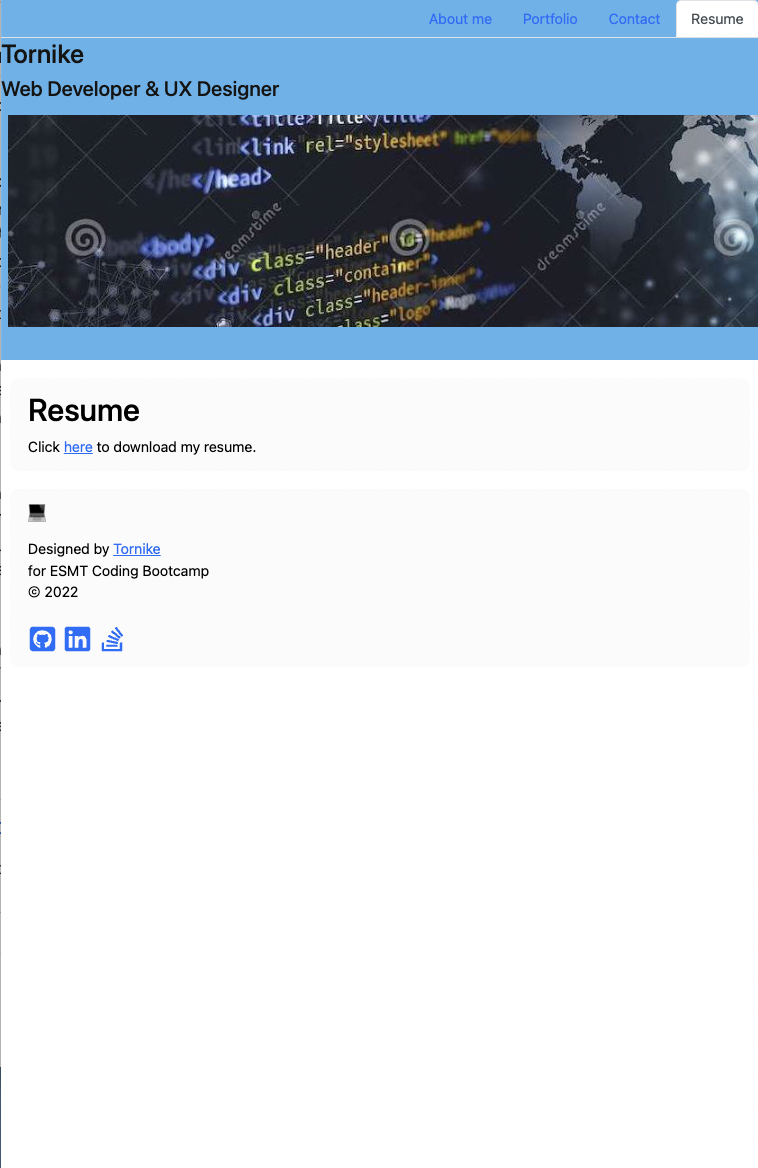 About me Portfolio Contact Resume
Tornike
Web Developer & UX Designer
<title>Title</title>
<link rel="stylesheet"
</head>
<body>
<div class="header" id="header">
<div class="container">
<div class="header-inner">
<div class="logo">
dreamstime dreamstime
Resume
Click here to download my resume.
Designed by Tornike
for ESMT Coding Bootcamp
© 2022
in